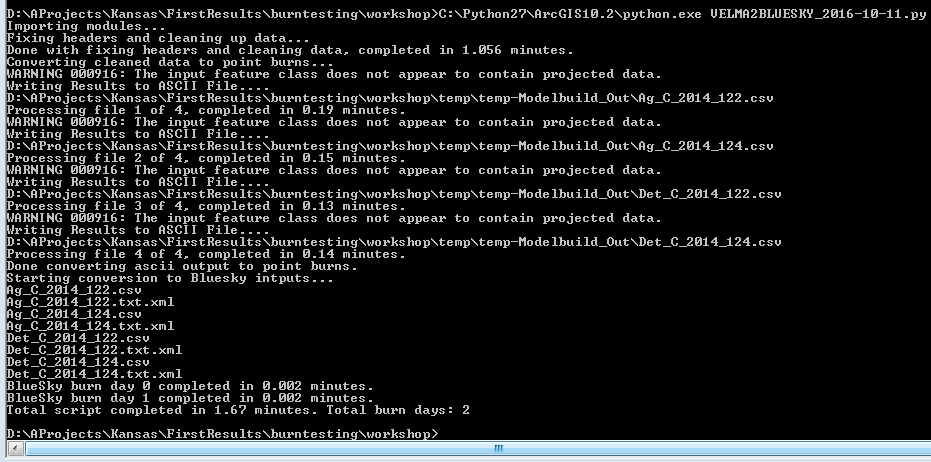 D:\AProjects\Kansas\FirstResults\burntesting\workshop>C:\Python27\ArcGIS10.2\python.exe VELMA2BLUESKY_2016-10-11.py
Importing modules...
Fixing headers and cleaning up data...
Done with fixing headers and cleaning data, completed in 1.056 minutes.
Converting cleaned data to point burns...
WARNING 000916: The input feature class does not appear to contain projected data.
Writing Results to ASCII File....
D:\AProjects\Kansas\FirstResults\burntesting\workshop\temp\temp-Modelbuild_Out\Ag_C_2014_122.csv
Processing file 1 of 4, completed in 0.19 minutes.
WARNING 000916: The input feature class does not appear to contain projected data.
Writing Results to ASCII File....
D:\AProjects\Kansas\FirstResults\burntesting\workshop\temp\temp-Modelbuild_Out\Ag_C_2014_124.csv
Processing file 2 of 4, completed in 0.15 minutes.
WARNING 000916: The input feature class does not appear to contain projected data.
Writing Results to ASCII File....
D:\AProjects\Kansas\FirstResults\burntesting\workshop\temp\temp-Modelbuild_Out\Det_C_2014_122.csv
Processing file 3 of 4, completed in 0.13 minutes.
WARNING 000916: The input feature class does not appear to contain projected data.
Writing Results to ASCII File....
D:\AProjects\Kansas\FirstResults\burntesting\workshop\temp\temp-Modelbuild_Out\Det_C_2014_124.csv
Processing file 4 of 4, completed in 0.14 minutes.
Done converting ascii output to point burns.
Starting conversion to Bluesky intputs...
Ag_C_2014_122.csv
Ag_C_2014_122.txt.xml
Ag_C_2014_124.csv
Ag_C_2014_124.txt.xml
Det_C_2014_122.csv
Det_C_2014_122.txt.xml
Det_C_2014_124.csv
Det_C_2014_124.txt.xml
BlueSky burn day 0 completed in 0.002 minutes.
BlueSky burn day 1 completed in 0.002 minutes.
Total script completed in 1.67 minutes. Total burn days: 2
D:\AProjects\Kansas\FirstResults\burntesting\workshop>